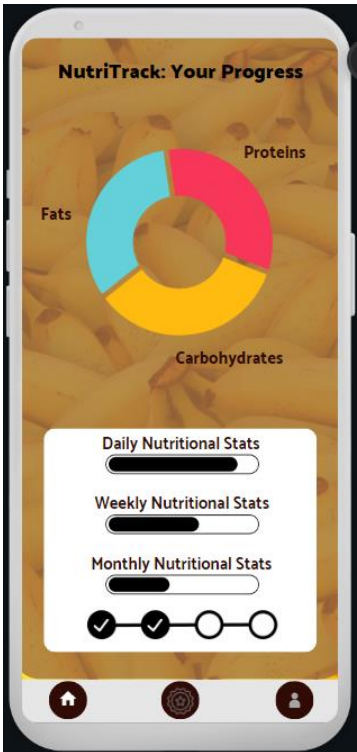 NutriTrack: Your Progress
Proteins
Fats
Carbohydrates
Daily Nutritional Stats
Weekly Nutritional Stats
Monthly Nutritional Stats